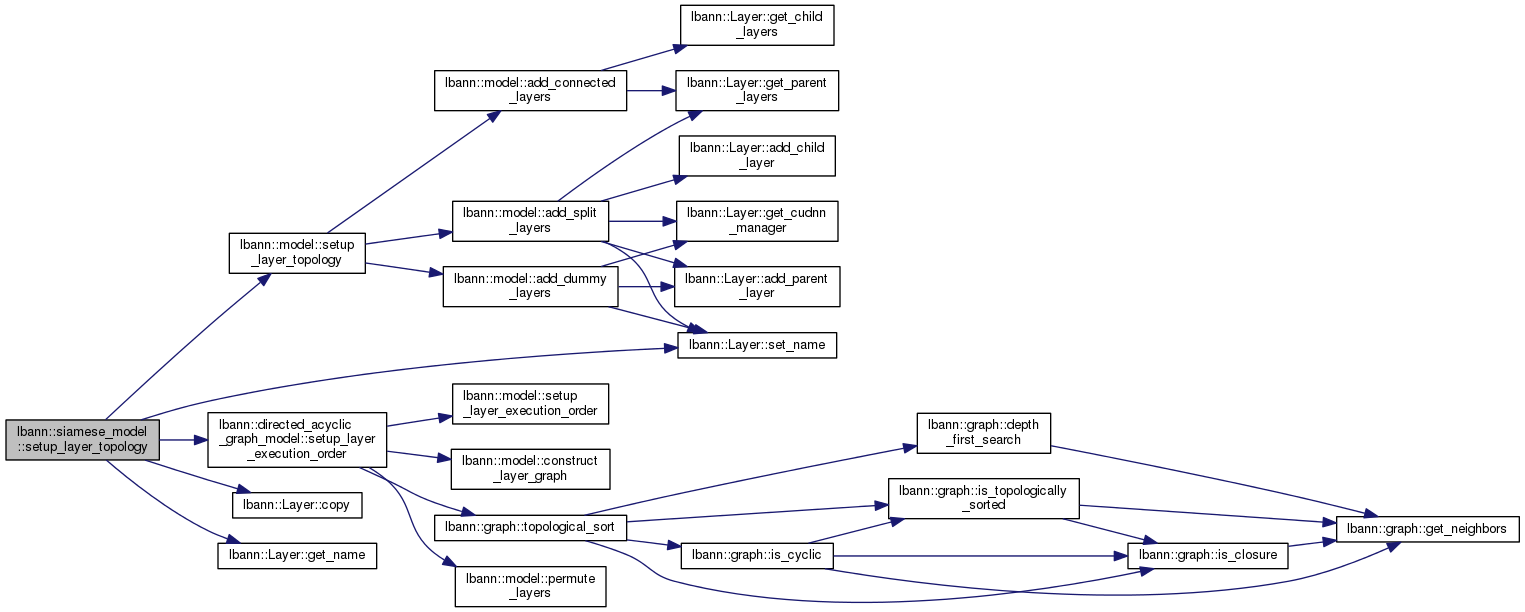 lbann::siamese_model
::setup_layer_topology
lbann::model::setup
_layer_topology
lbann::model::add_connected
_layers
lbann::Layer::get_child
_layers
lbann::Layer::get_parent
_layers
lbann::model::add_split
_layers
lbann::Layer::add_child
_layer
lbann::Layer::get_cudnn
_manager
lbann::model::add_dummy
_layers
lbann::Layer::add_parent
_layer
lbann::Layer::set_name
lbann::directed_acyclic
_graph_model::setup_layer
_execution_order
lbann::model::setup
_layer_execution_order
lbann::model::construct
_layer_graph
lbann::graph::topological_sort
lbann::model::permute
_layers
lbann::graph::depth
_first_search
lbann::graph::is_topologically
_sorted
lbann::graph::is_cyclic
lbann::graph::is_closure
lbann::graph::get_neighbors
lbann::Layer::copy
lbann::Layer::get_name